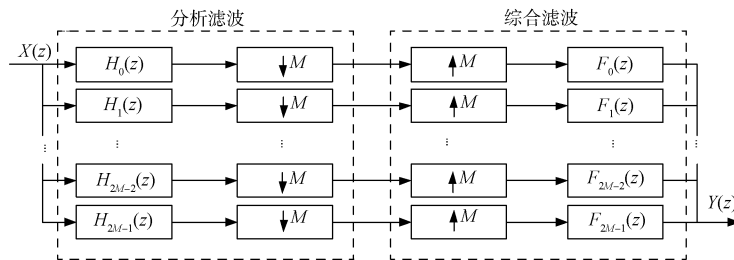 分析滤波 综合滤波
X(z) H₀(z) ↓M ↑M F₀(z)
H₁(z) ↓M ↑M F₁(z)
... ... ... ... ... ...
H₂ₘ₋₂(z) ↓M ↑M F₂ₘ₋₂(z)
Y(z)
H₂ₘ₋₁(z) ↓M ↑M F₂ₘ₋₁(z)